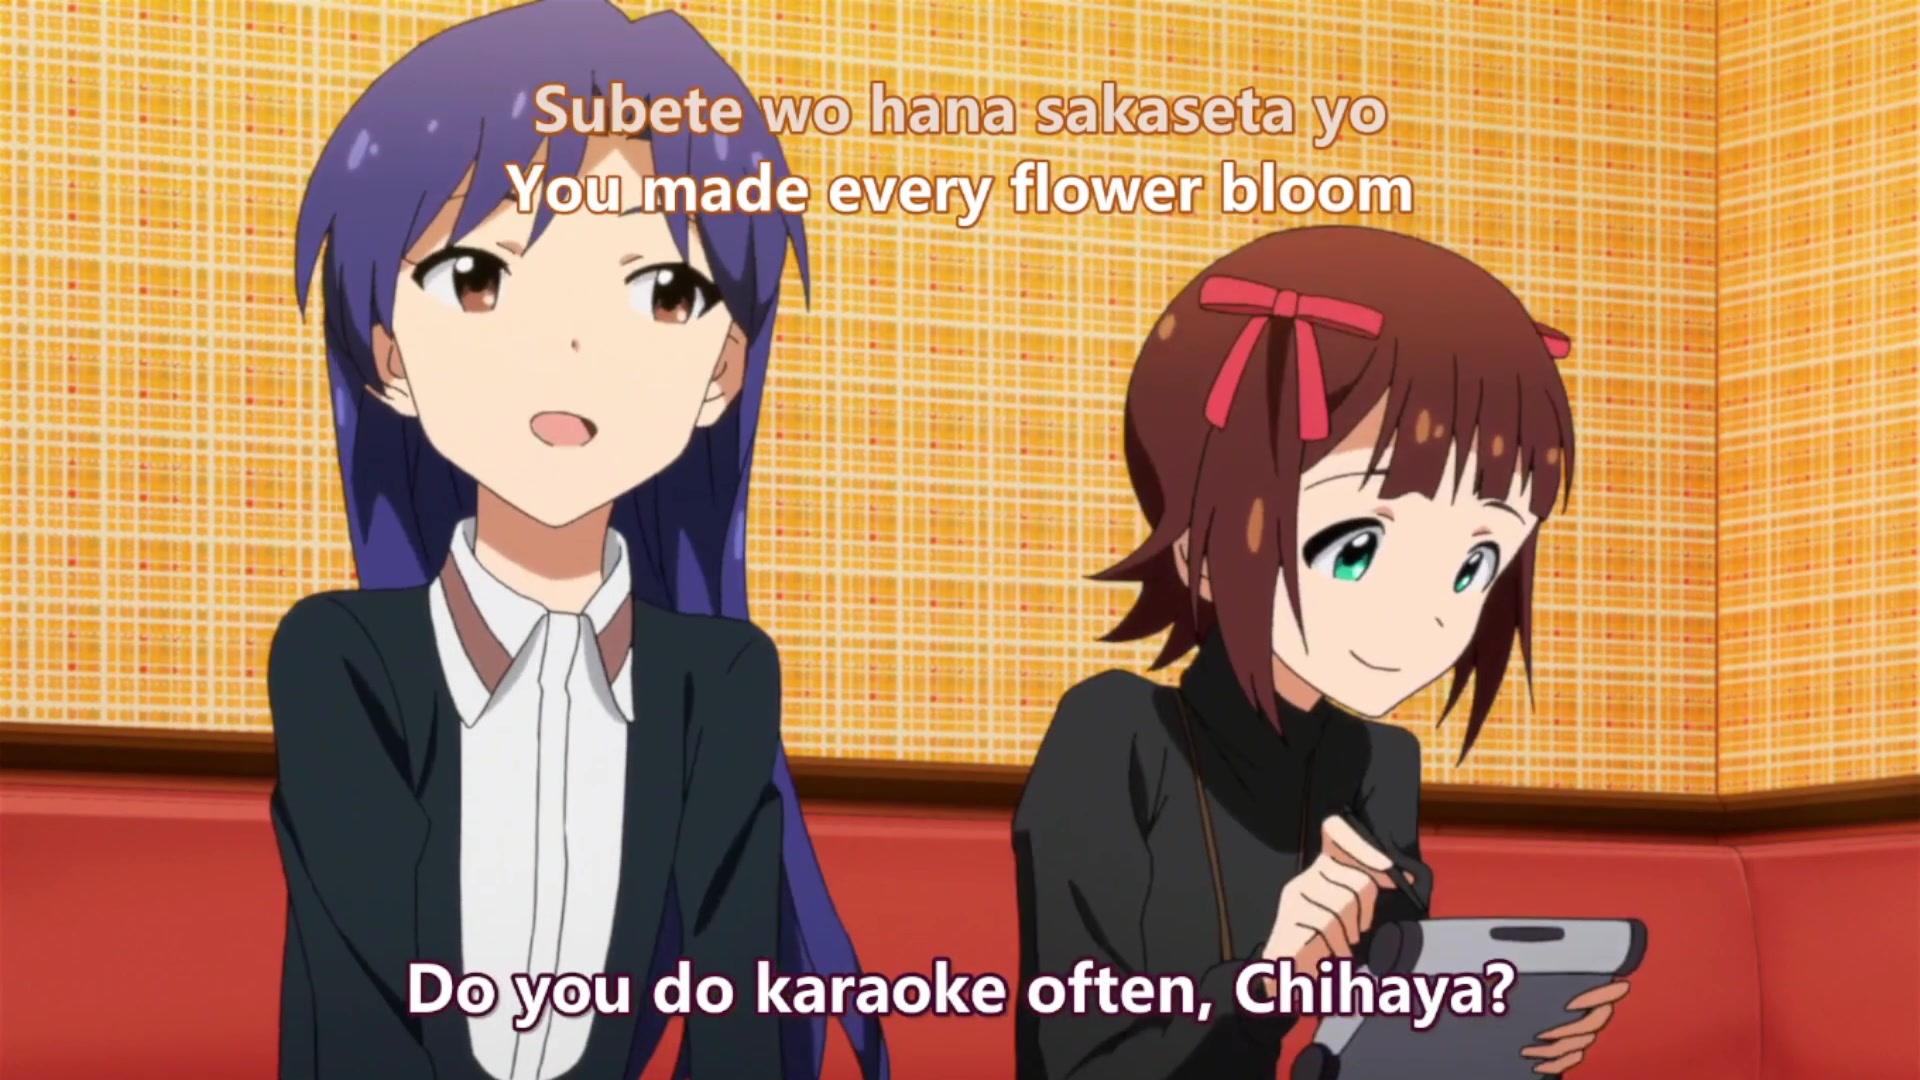 Subete wo hana sakaseta yo
You made every flower bloom
Do you do karaoke often, Chihaya?